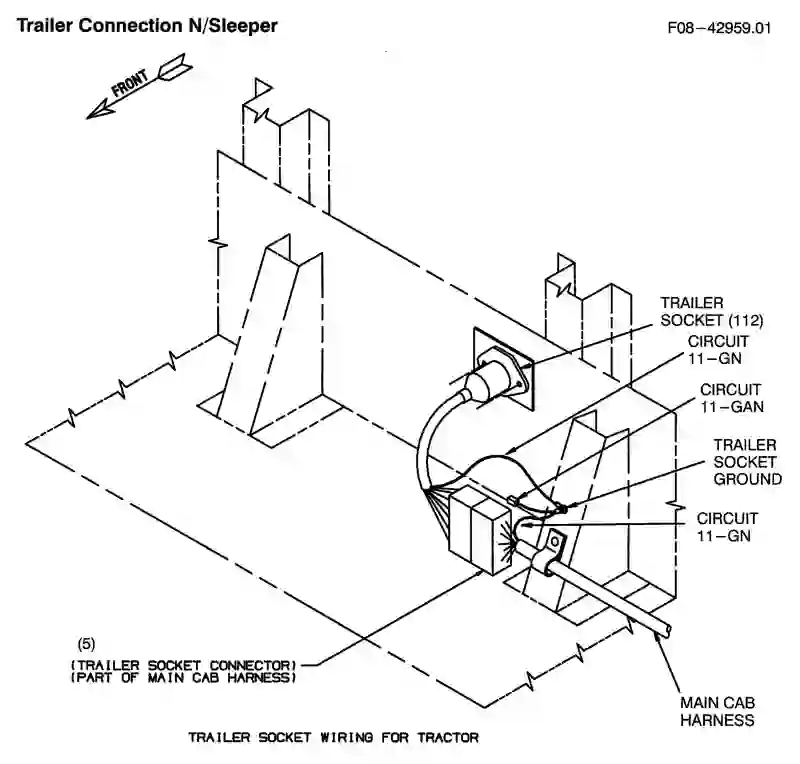 Trailer Connection N/Sleeper
F08-42959.01
FRONT
TRAILER
SOCKET (112)
CIRCUIT
11-GN
CIRCUIT
11-GAN
TRAILER
SOCKET
GROUND
CIRCUIT
11-GN
(5)
(TRAILER SOCKET CONNECTOR)
(PART OF MAIN CAB HARNESS)
MAIN CAB
HARNESS
TRAILER SOCKET WIRING FOR TRACTOR